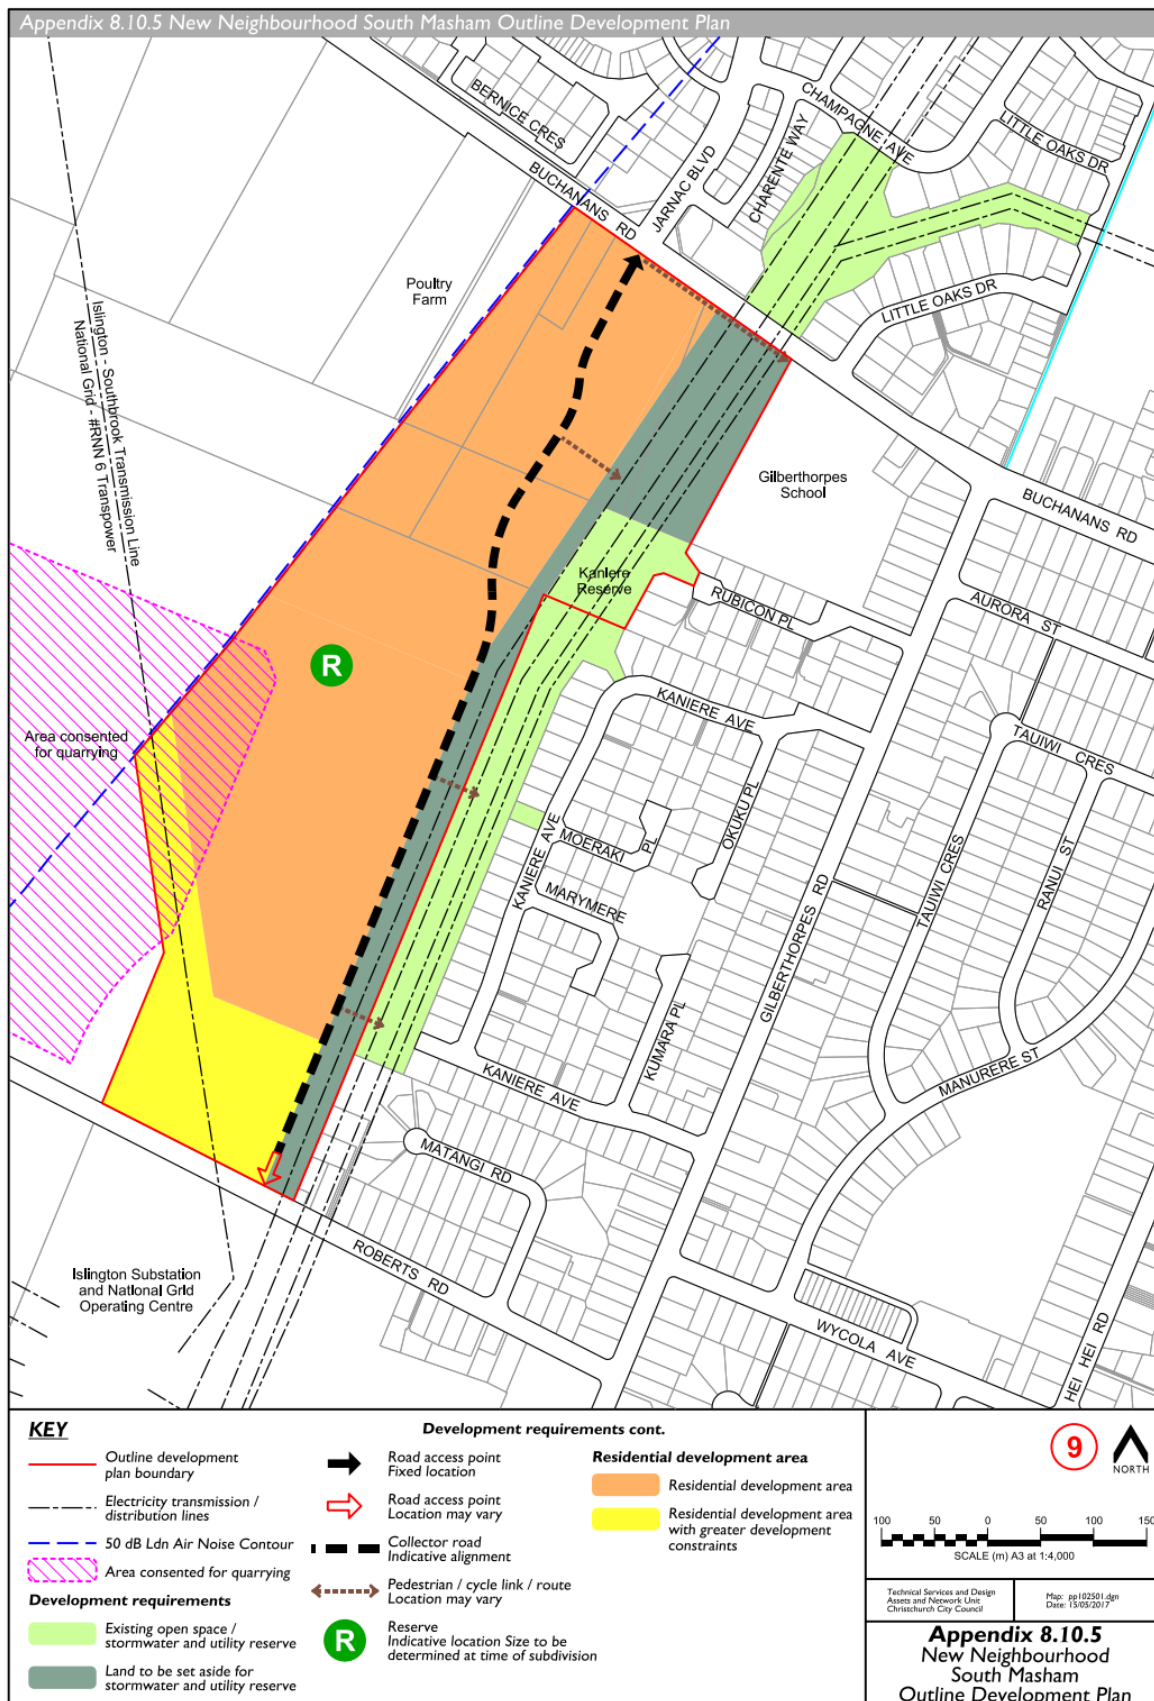 Appendix 8.10.5 New Neighbourhood South Masham Outline Development Plan
BERNICE CRES
BUCHANANS RD
JARNAC BLVD
CHARENTE WAY
CHAMPAGNE AVE
LITTLE OAKS DR
LITTLE OAKS DR
Poultry
Farm
Islington - Southbrook Transmission Line
National Grid - #RNN 6 Transpower
Gilberthorpes
School
BUCHANANS RD
Kaniere
Reserve
RUBICON PL
AURORA ST
R
KANIERE AVE
TAUIWI CRES
Area consented
for quarrying
OKUKU PL
MOERAKI
PL
KANIERE AVE
MARYMERE
TAUIWI CRES
RANUI ST
GILBERTHORPES RD
KUMARA PL
MANURERE ST
KANIERE AVE
MATANGI RD
ROBERTS RD
Islington Substation
and National Grid
Operating Centre
WYCOLA AVE
HEI HEI RD
KEY
Outline development
plan boundary
Electricity transmission /
distribution lines
50 dB Ldn Air Noise Contour
Area consented for quarrying
Development requirements
Existing open space /
stormwater and utility reserve
Land to be set aside for
stormwater and utility reserve
Development requirements cont.
Road access point
Fixed location
Road access point
Location may vary
Collector road
Indicative alignment
Pedestrian / cycle link / route
Location may vary
R
Reserve
Indicative location Size to be
determined at time of subdivision
Residential development area
Residential development area
Residential development area
with greater development
constraints
9
NORTH
100 50 0 50 100 150
SCALE (m) A3 at 1:4,000
Technical Services and Design
Assets and Network Unit
Christchurch City Council
Map: pp102501.dgn
Date: 15/05/2017
Appendix 8.10.5
New Neighbourhood
South Masham
Outline Development Plan